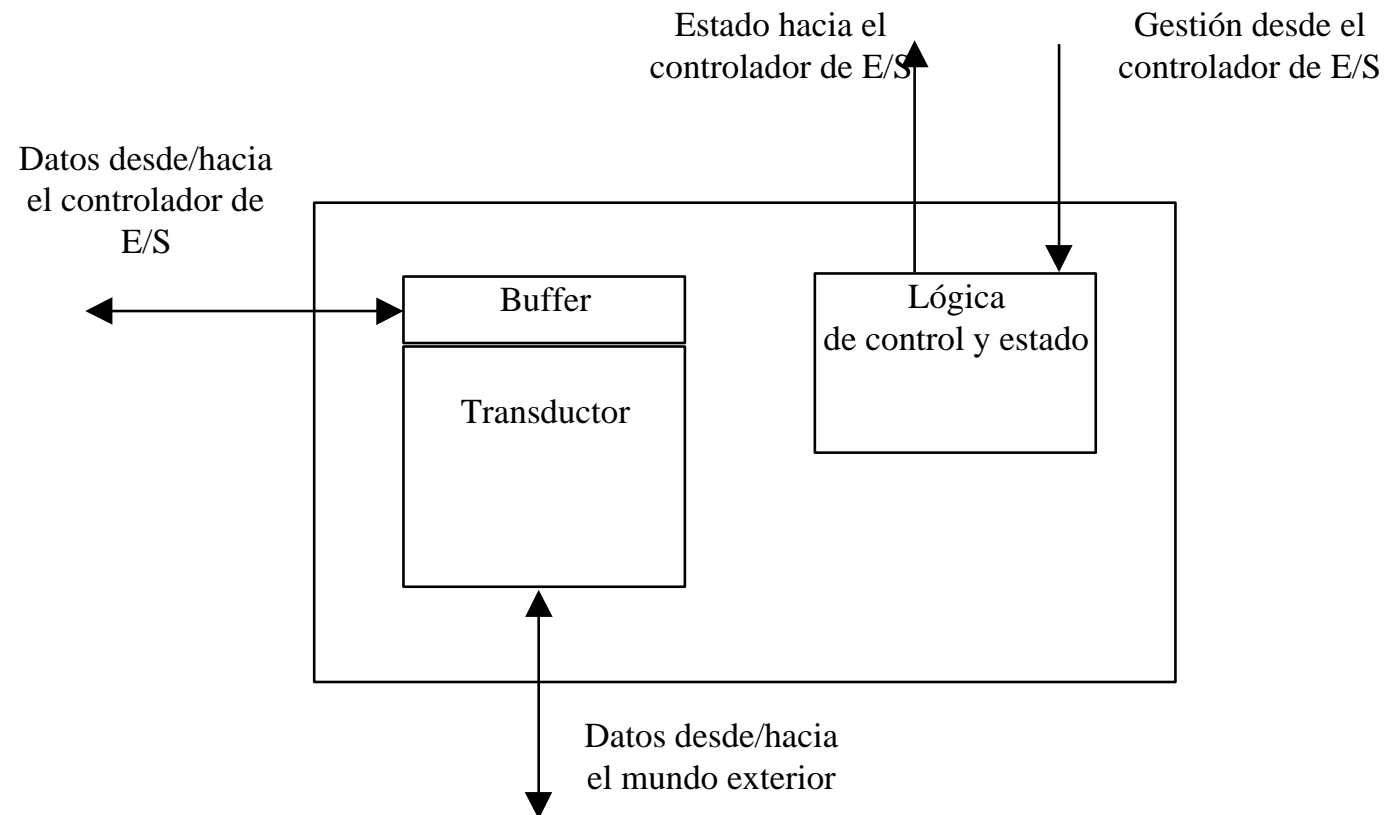 Estado hacia el
controlador de E/S
Gestión desde el
controlador de E/S
Datos desde/hacia
el controlador de
E/S
Buffer
Transductor
Lógica
de control y estado
Datos desde/hacia
el mundo exterior